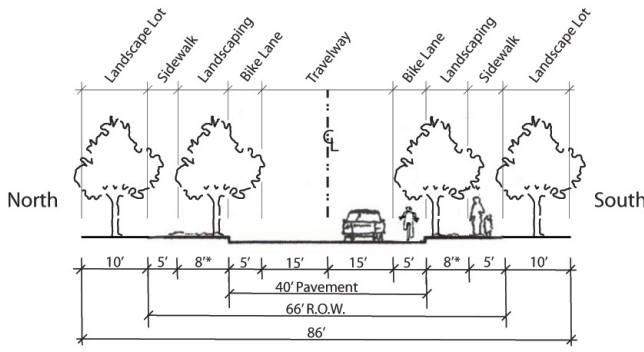 Landscape Lot
Sidewalk
Landscaping
Bike Lane
Travelway
Bike Lane
Landscaping
Sidewalk
Landscape Lot
CL
North
South
10' 5' 8'* 5' 15' 15' 5' 8'* 5' 10'
40' Pavement
66' R.O.W.
86'